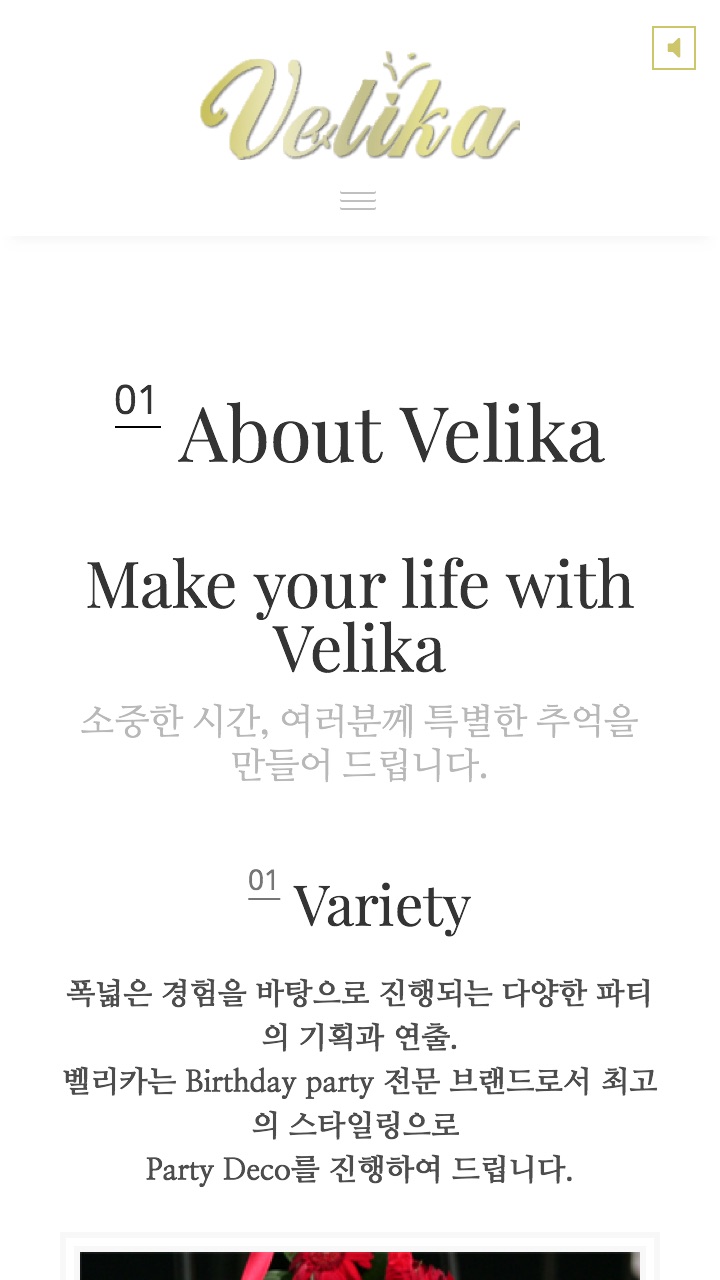 Velika
01 About Velika
Make your life with
Velika
소중한 시간, 여러분께 특별한 추억을
만들어 드립니다.
01 Variety
폭넓은 경험을 바탕으로 진행되는 다양한 파티
의 기획과 연출.
벨리카는 Birthday party 전문 브랜드로서 최고
의 스타일링으로
Party Deco를 진행하여 드립니다.